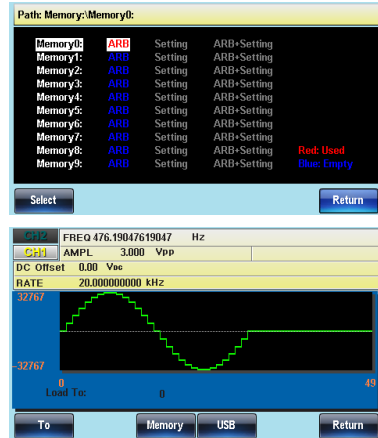 Path: Memory:\Memory0:
Memory0: ARB Setting ARB+Setting
Memory1: ARB Setting ARB+Setting
Memory2: ARB Setting ARB+Setting
Memory3: ARB Setting ARB+Setting
Memory4: ARB Setting ARB+Setting
Memory5: ARB Setting ARB+Setting
Memory6: ARB Setting ARB+Setting
Memory7: ARB Setting ARB+Setting
Memory8: ARB Setting ARB+Setting Red: Used
Memory9: ARB Setting ARB+Setting Blue: Empty
Select Return
CH2 FREQ 476.19047619047 Hz
CH1 AMPL 3.000 VPP
DC Offset 0.00 VDC
RATE 20.000000000 kHz
32767
-32767
0 49
Load To: 0
To Memory USB Return